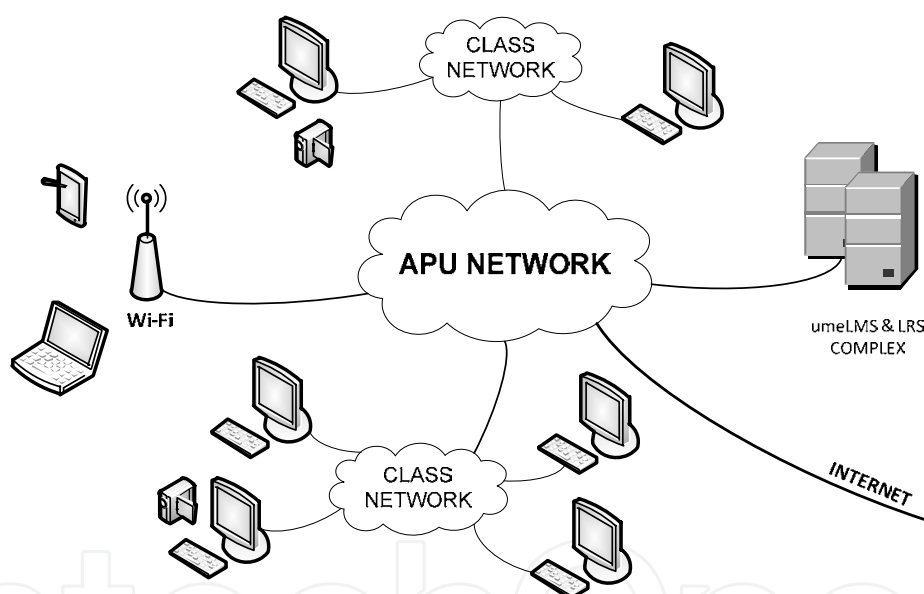 CLASS
NETWORK
APU NETWORK
Wi-Fi
umeLMS & LRS
COMPLEX
CLASS
NETWORK
INTERNET